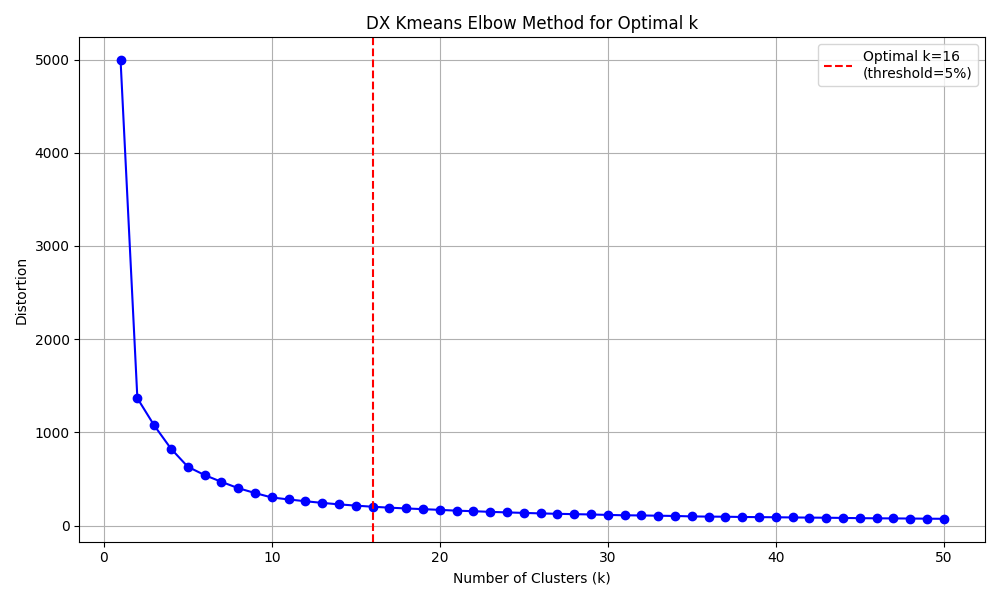 DX Kmeans Elbow Method for Optimal k
Optimal k=16
(threshold=5%)
Distortion
5000
4000
3000
2000
1000
0
0 10 20 30 40 50
Number of Clusters (k)